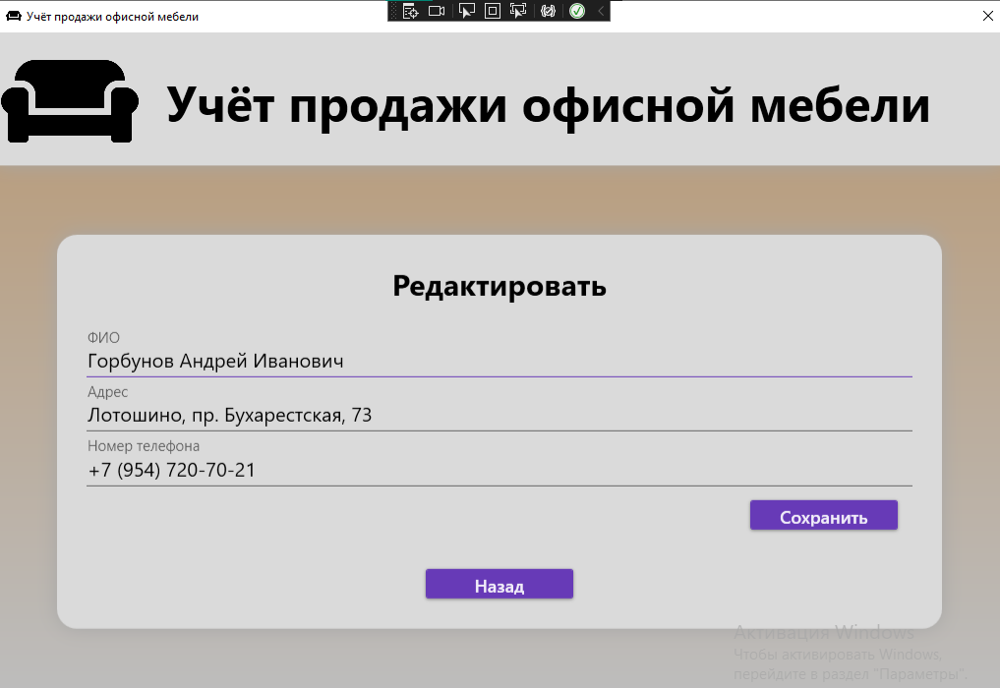 Учёт продажи офисной мебели
Учёт продажи офисной мебели
Редактировать
ФИО
Горбунов Андрей Иванович
Адрес
Лотошино, пр. Бухарестская, 73
Номер телефона
+7 (954) 720-70-21
Сохранить
Назад
Активация Windows
Чтобы активировать Windows,
перейдите в раздел "Параметры".